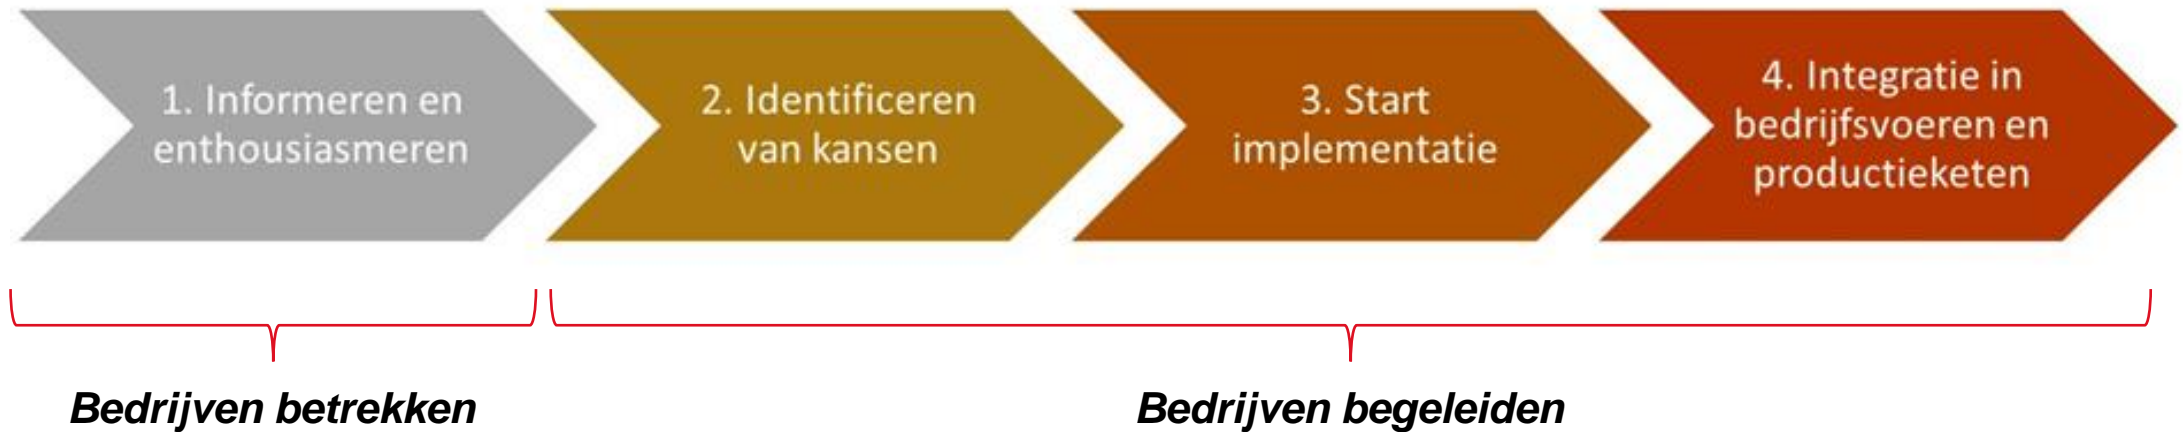 1. Informeren en
enthousiasmeren
2. Identificeren
van kansen
3. Start
implementatie
4. Integratie in
bedrijfsvoeren en
productieketen
Bedrijven betrekken
Bedrijven begeleiden